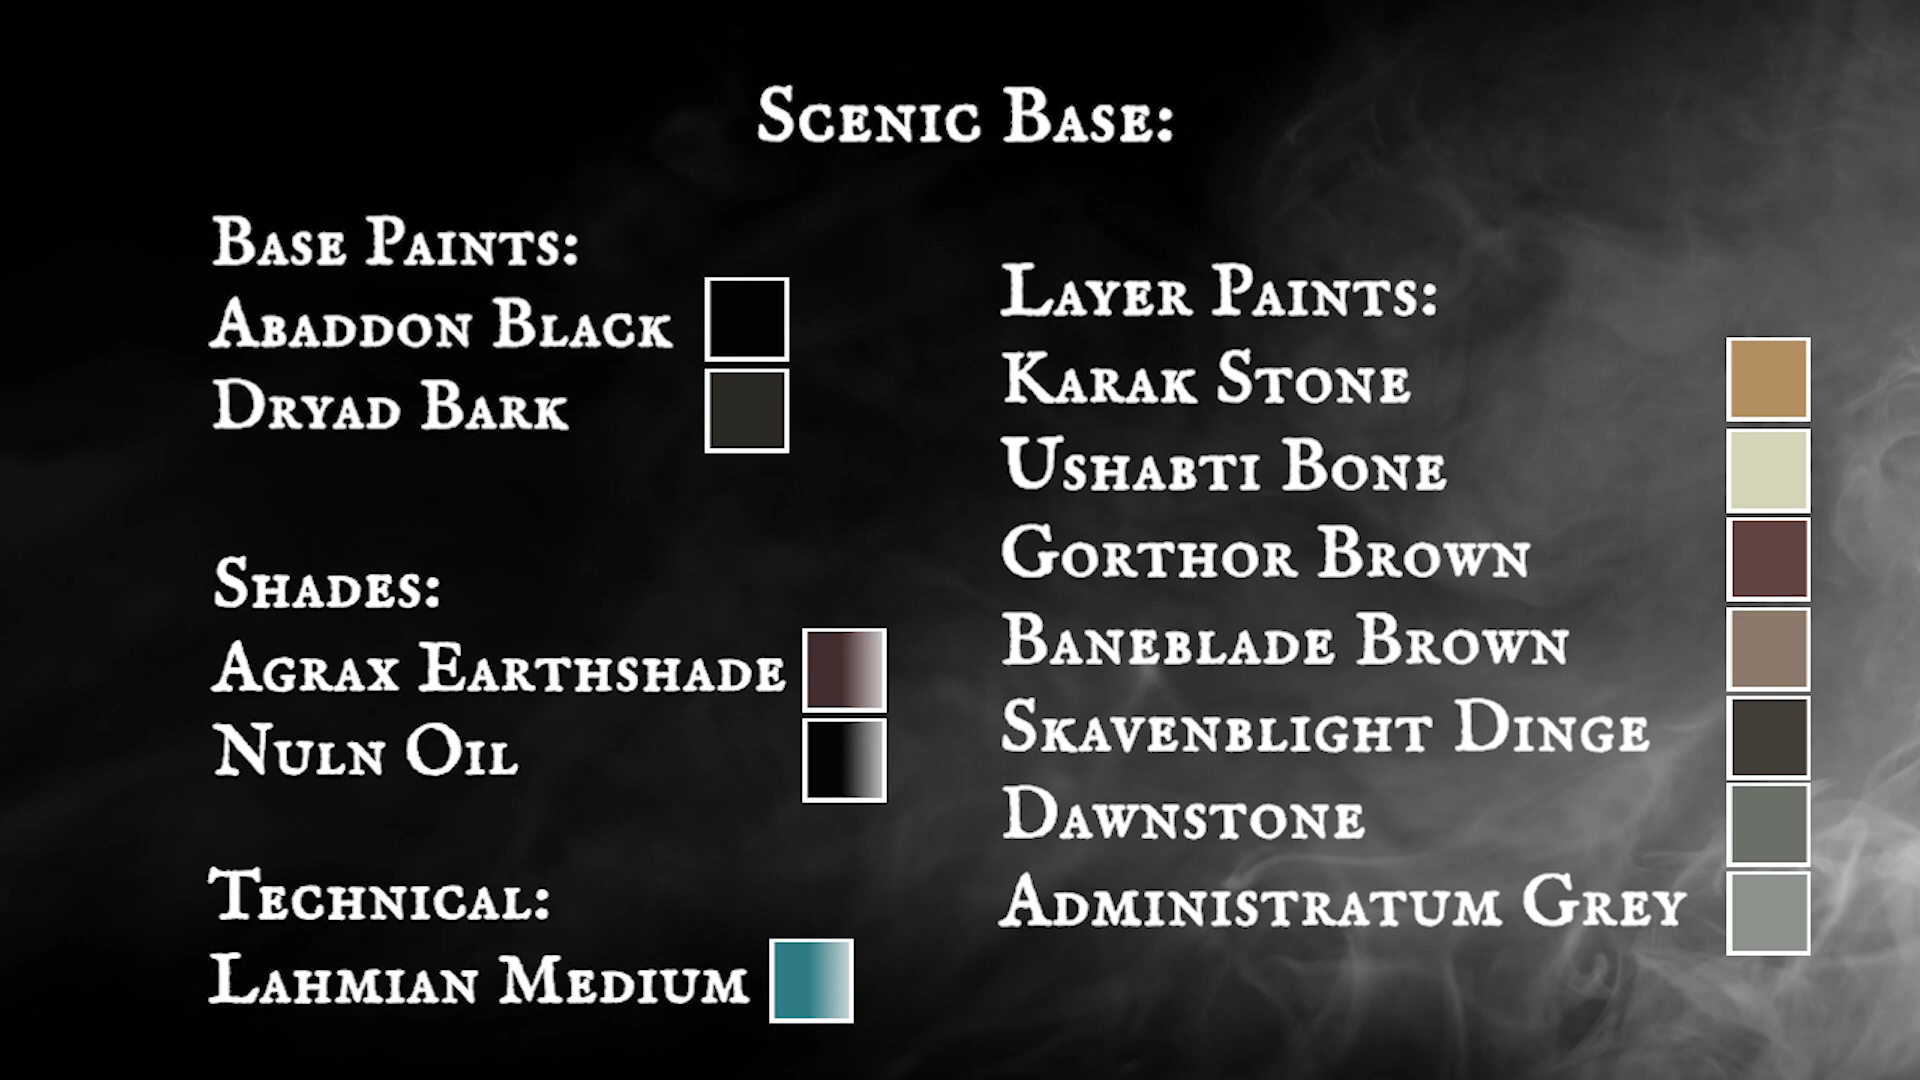 Scenic Base:
Base Paints:
Abaddon Black
Dryad Bark
Shades:
Agrax Earthshade
Nuln Oil
Technical:
Lahmian Medium
Layer Paints:
Karak Stone
Ushabti Bone
Gorthor Brown
Baneblade Brown
Skavenblight Dinge
Dawnstone
Administratum Grey